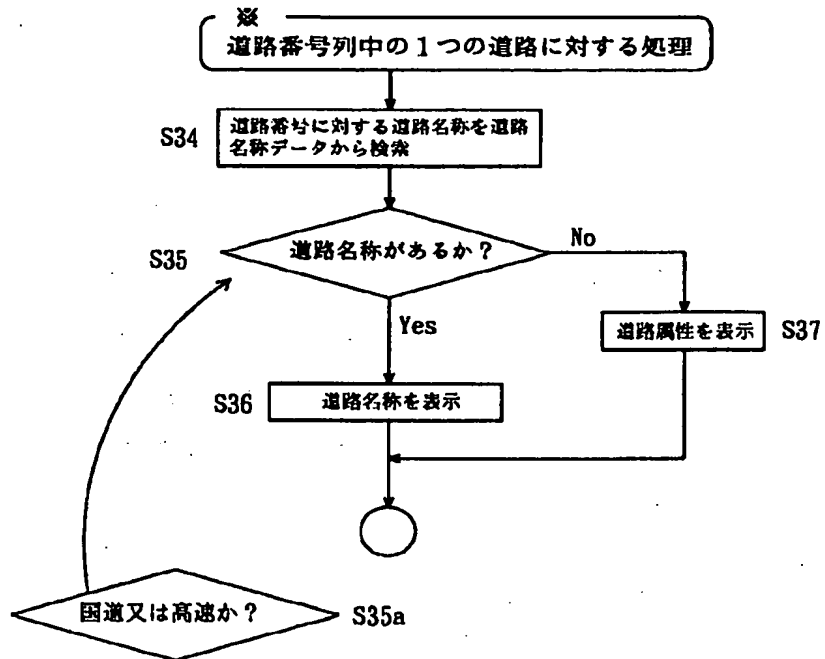 ※
道路番号列中の1つの道路に対する処理
S34
道路番号に対する道路名称を道路
名称データから検索
S35
道路名称があるか?
No
Yes
道路属性を表示
S37
S36
道路名称を表示
国道又は高速か?
S35a